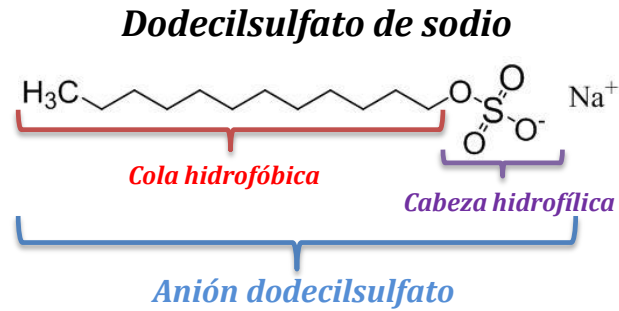 Dodecilsulfato de sodio
H₃C O S O O O⁻ Na⁺
Cola hidrofóbica
Cabeza hidrofílica
Anión dodecilsulfato